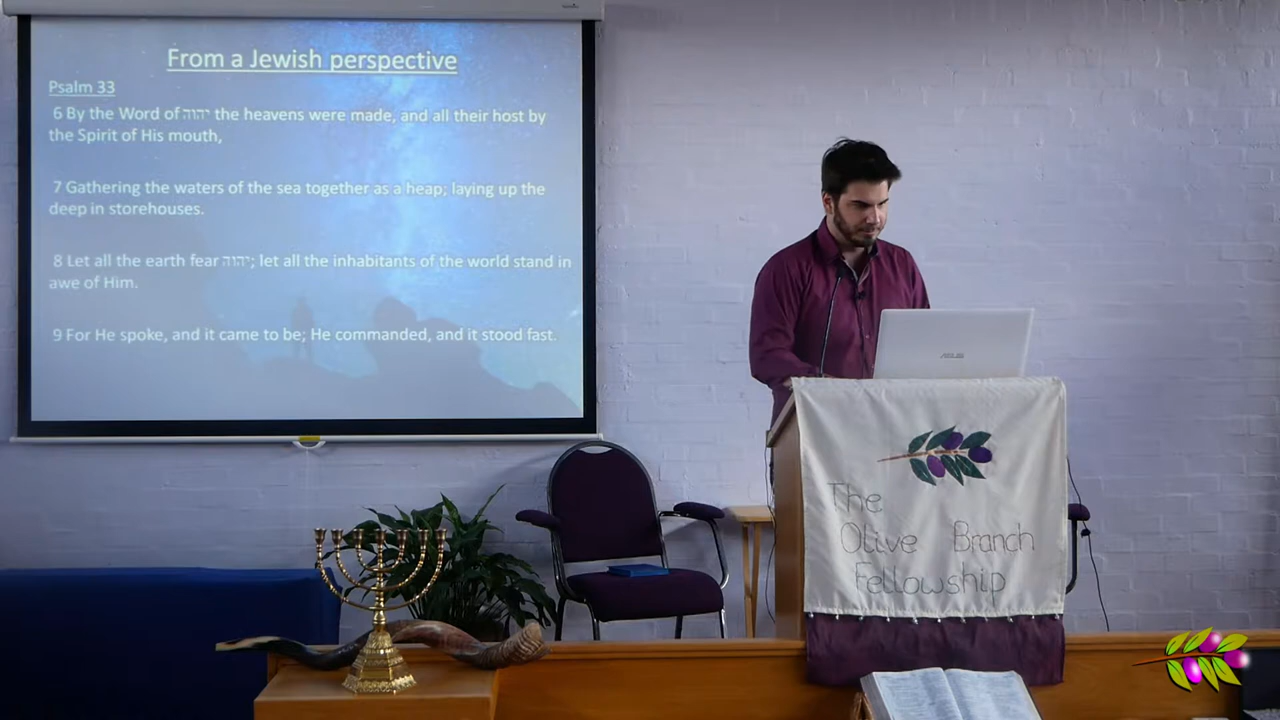 From a Jewish perspective
Psalm 33
6 By the Word of יהוה the heavens were made, and all their host by
the Spirit of His mouth,
7 Gathering the waters of the sea together as a heap; laying up the
deep in storehouses.
8 Let all the earth fear יהוה; let all the inhabitants of the world stand in
awe of Him.
9 For He spoke, and it came to be; He commanded, and it stood fast.
ASUS
The
Olive Branch
Fellowship